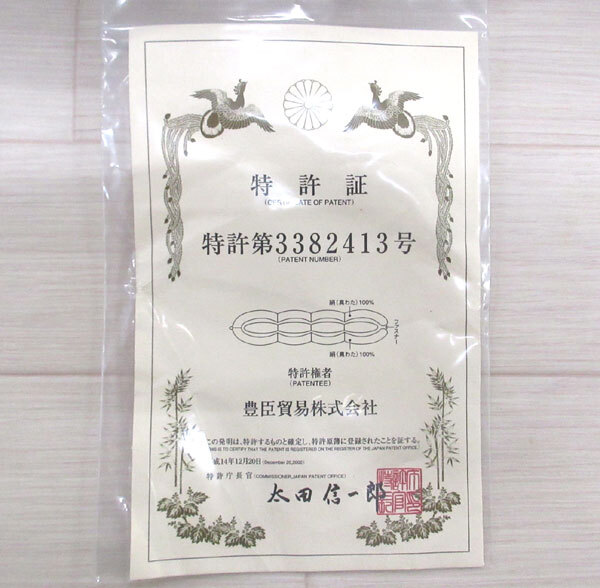 特許証
(CERTIFICATE OF PATENT)
特許第3382413号
(PATENT NUMBER)
絹(真わた)100%
ファスナー
絹(真わた)100%
特許権者
(PATENTEE)
豊臣貿易株式会社
この発明は、特許するものと確定し、特許原簿に登録されたことを証する。
THIS IS TO CERTIFY THAT THE PATENT IS REGISTERED ON THE REGISTER OF THE JAPAN PATENT OFFICE.
成14年12月20日(December 20,2002)
特許庁長官(COMMISSIONER,JAPAN PATENT OFFICE)
太田信一郎